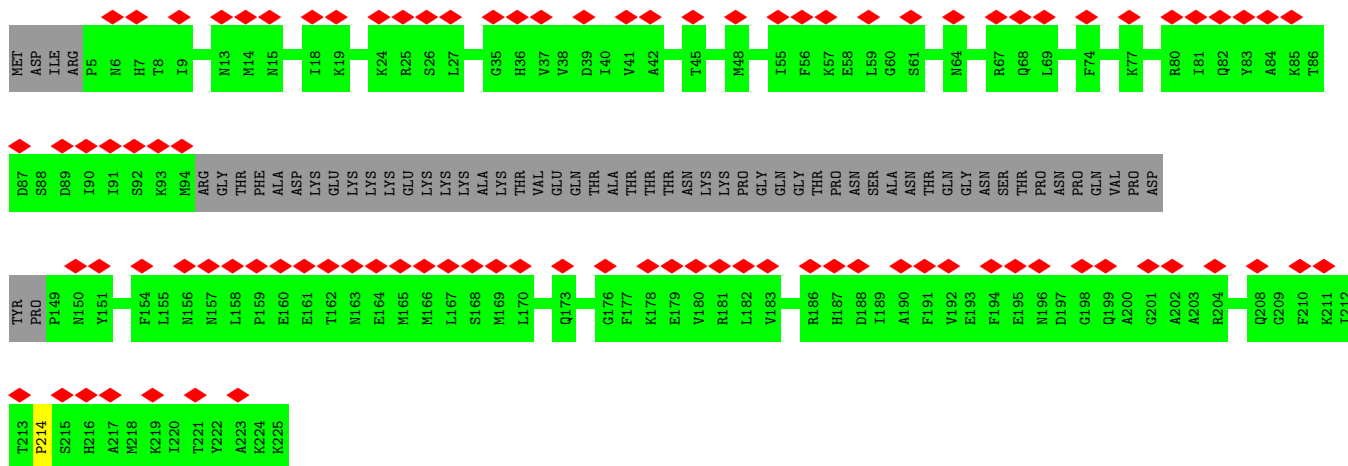 MET ASP ILE ARG P5 N6 H7 T8 I9 N13 M14 N15 I18 K19 K24 R25 S26 L27 G35 H36 V37 V38 D39 I40 V41 A42 T45 M48 I55 F56 K57 E58 L59 G60 S61 N64 R67 Q68 L69 F74 K77 R80 I81 Q82 Y83 A84 K85 T86
D87 S88 D89 I90 I91 S92 K93 M94 ARG GLY THR PHE ALA ASP LYS GLU LYS LYS LYS GLU LYS LYS LYS ALA LYS THR VAL GLU GLN THR ALA THR THR THR ASN LYS LYS PRO GLY GLN GLY THR PRO ASN SER ALA ASN THR GLN GLY ASN SER THR PRO ASN PRO GLN VAL PRO ASP
TYR PRO P149 N150 Y151 F154 L155 N156 N157 L158 P159 E160 E161 T162 N163 E164 M165 M166 L167 S168 M169 L170 Q173 G176 F177 K178 E179 V180 R181 L182 V183 R186 H187 D188 I189 A190 F191 V192 E193 F194 E195 N196 D197 G198 Q199 A200 G201 A202 A203 R204 Q208 G209 F210 K211 I212
T213 P214 S215 H216 A217 M218 K219 I220 T221 Y222 A223 K224 K225